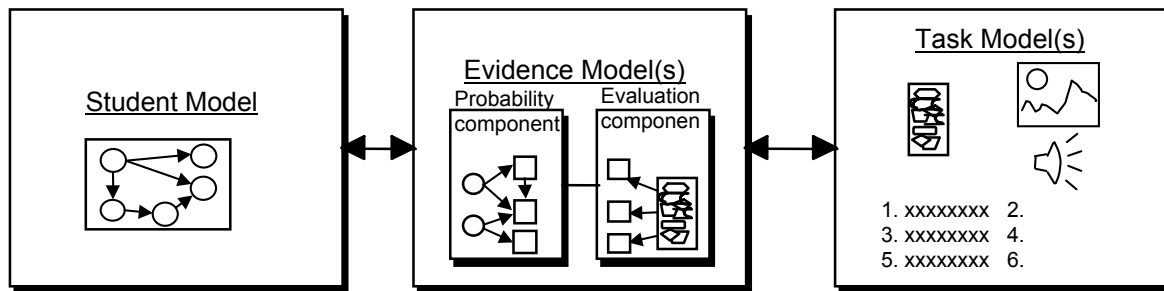 Student Model
Evidence Model(s)
Probability
component
Evaluation
componen
Task Model(s)
1. xxxxxxxx 2.
3. xxxxxxxx 4.
5. xxxxxxxx 6.